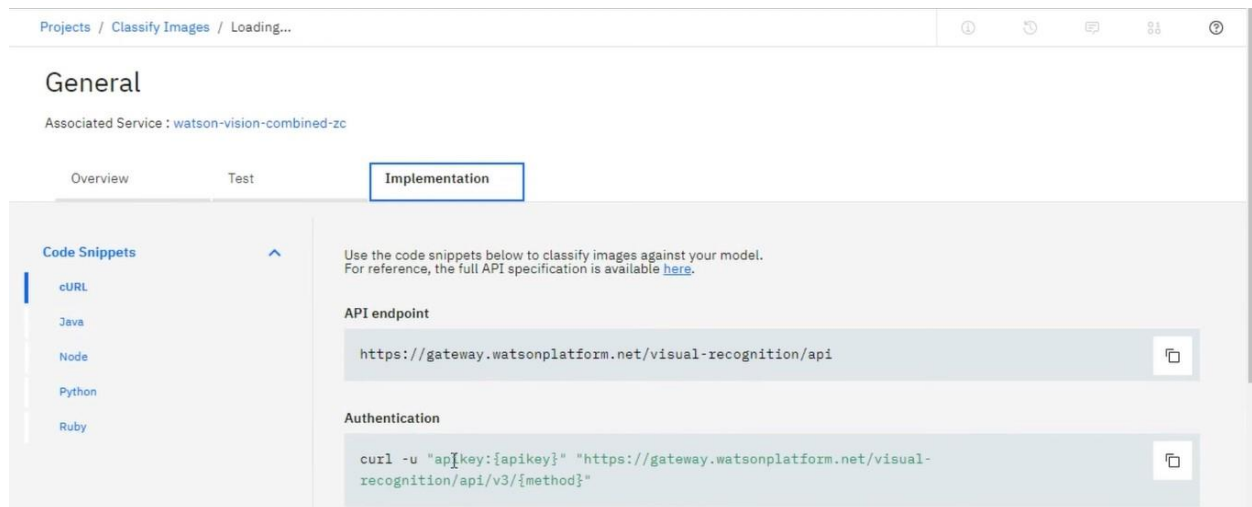 Projects / Classify Images / Loading...
General
Associated Service : watson-vision-combined-zc
Overview Test Implementation
Code Snippets
cURL
Java
Node
Python
Ruby
Use the code snippets below to classify images against your model.
For reference, the full API specification is available here.
API endpoint
https://gateway.watsonplatform.net/visual-recognition/api
Authentication
curl -u "apikey:{apikey}" "https://gateway.watsonplatform.net/visual-
recognition/api/v3/{method}"